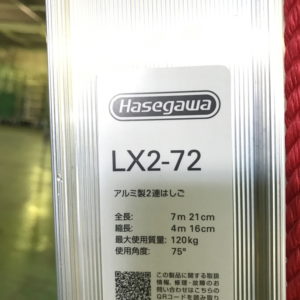 Hasegawa
LX2-72
アルミ製2連はしご
全長: 7m 21cm
縮長: 4m 16cm
最大使用質量: 120kg
使用角度: 75°
この製品に関する取扱
情報、修理・故障の
お問い合わせはこちらの
QRコードを読み取り